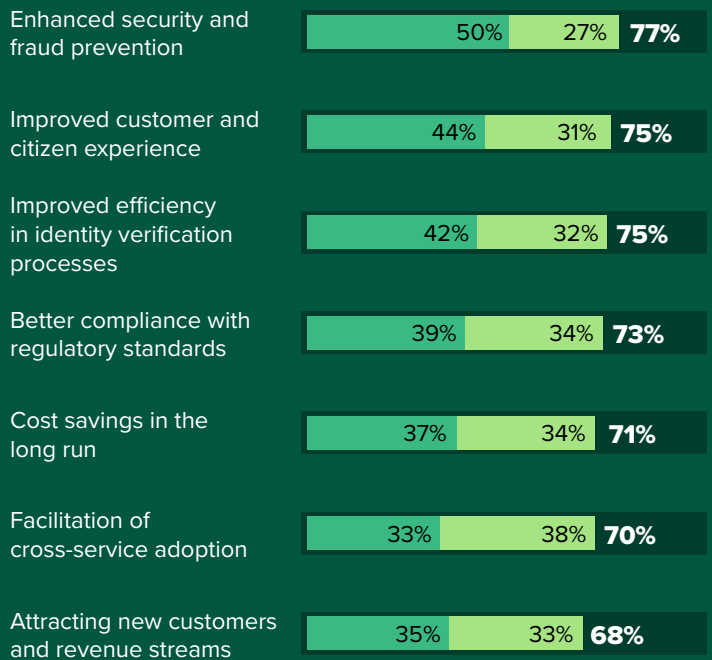 Enhanced security and
fraud prevention
50% 27% 77%
Improved customer and
citizen experience
44% 31% 75%
Improved efficiency
in identity verification
processes
42% 32% 75%
Better compliance with
regulatory standards
39% 34% 73%
Cost savings in the
long run
37% 34% 71%
Facilitation of
cross-service adoption
33% 38% 70%
Attracting new customers
and revenue streams
35% 33% 68%